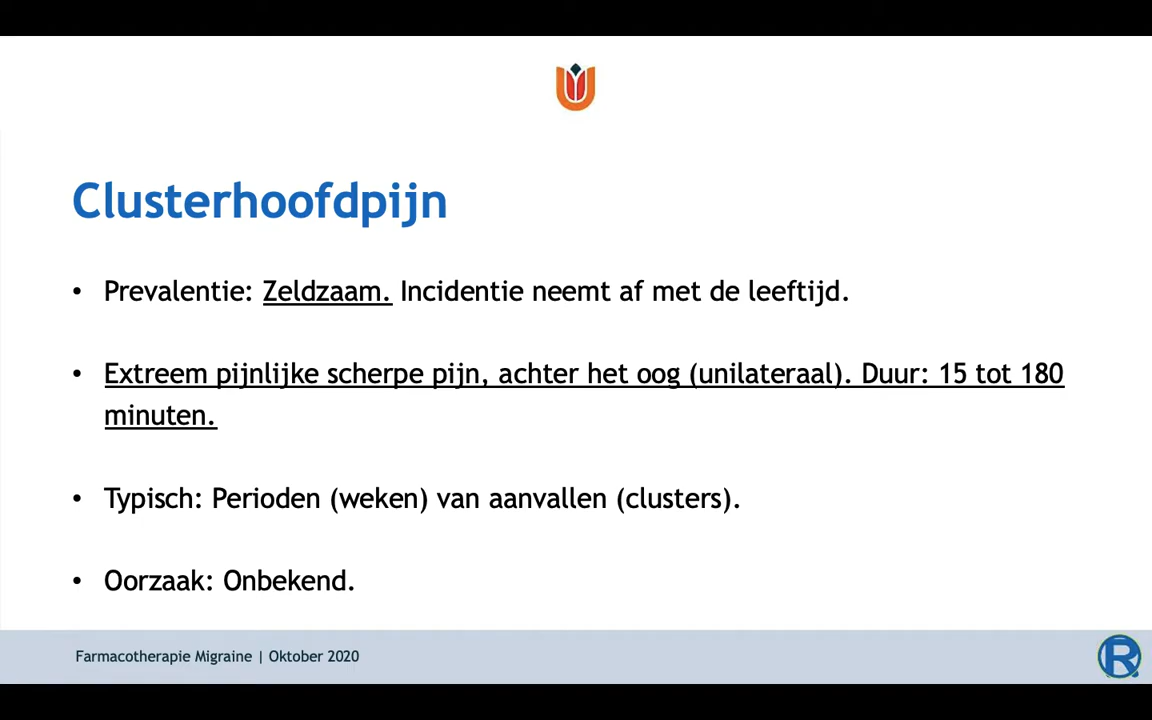 Clusterhoofdpijn
• Prevalentie: Zeldzaam. Incidentie neemt af met de leeftijd.
• Extreem pijnlijke scherpe pijn, achter het oog (unilateraal). Duur: 15 tot 180
minuten.
• Typisch: Perioden (weken) van aanvallen (clusters).
• Oorzaak: Onbekend.
Farmacotherapie Migraine | Oktober 2020
R